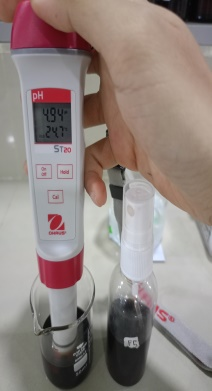 pH
4.94
24.7
ST20
On
off
Hold
Cal
OHAUS